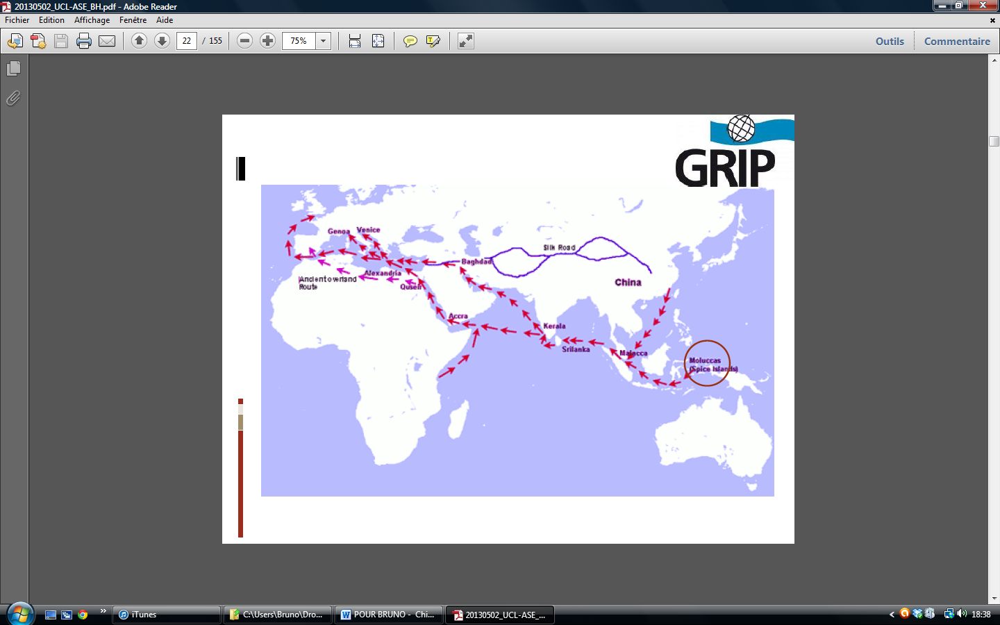 20130502_UCL-ASE_BH.pdf - Adobe Reader
Fichier Edition Affichage Fenêtre Aide
22 / 155
75%
Outils Commentaire
GRIP
Genoa Venice
Silk Road
Baghdad
Alexandria
Ancient overland
Route
Quseir
China
Accra
Kerala
Srilanka
Malacca
Moluccas
(Spice Islands)
iTunes
C:\Users\Bruno\Dro...
POUR BRUNO - Chi...
20130502_UCL-ASE_...
18:38